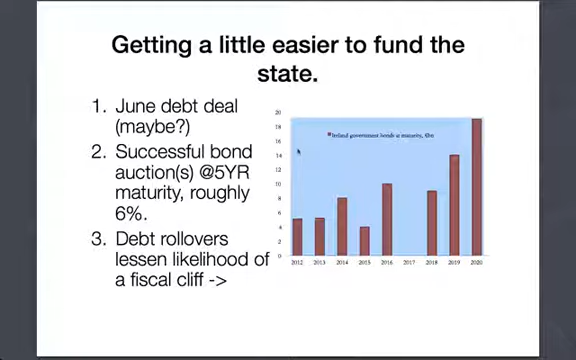 Getting a little easier to fund the
state.
1. June debt deal
(maybe?)
2. Successful bond
auction(s) @5YR
maturity, roughly
6%.
3. Debt rollovers
lessen likelihood of
a fiscal cliff ->
Ireland government bonds at maturity, €bn
20
18
16
14
12
10
8
6
4
2
0
2012 2013 2014 2015 2016 2017 2018 2019 2020